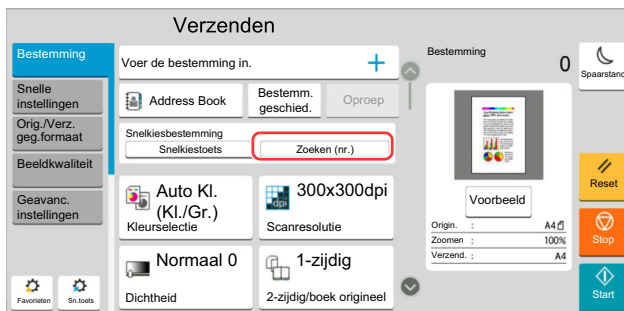 Verzenden
Bestemming
Snelle
instellingen
Orig./Verz.
geg.formaat
Beeldkwaliteit
Geavanc.
instellingen
Favorieten
Sn.toets
Voer de bestemming in.
Address Book
Bestemm.
geschied.
Oproep
Snelkiesbestemming
Snelkiestoets
Zoeken (nr.)
Auto Kl.
(Kl./Gr.)
Kleurselectie
300x300dpi
dpi
Scanresolutie
Normaal 0
Dichtheid
1-zijdig
2-zijdig/boek origineel
Bestemming
0
Voorbeeld
Origin. : A4
Zoomen : 100%
Verzend. : A4
Spaarstand
Reset
Stop
Start